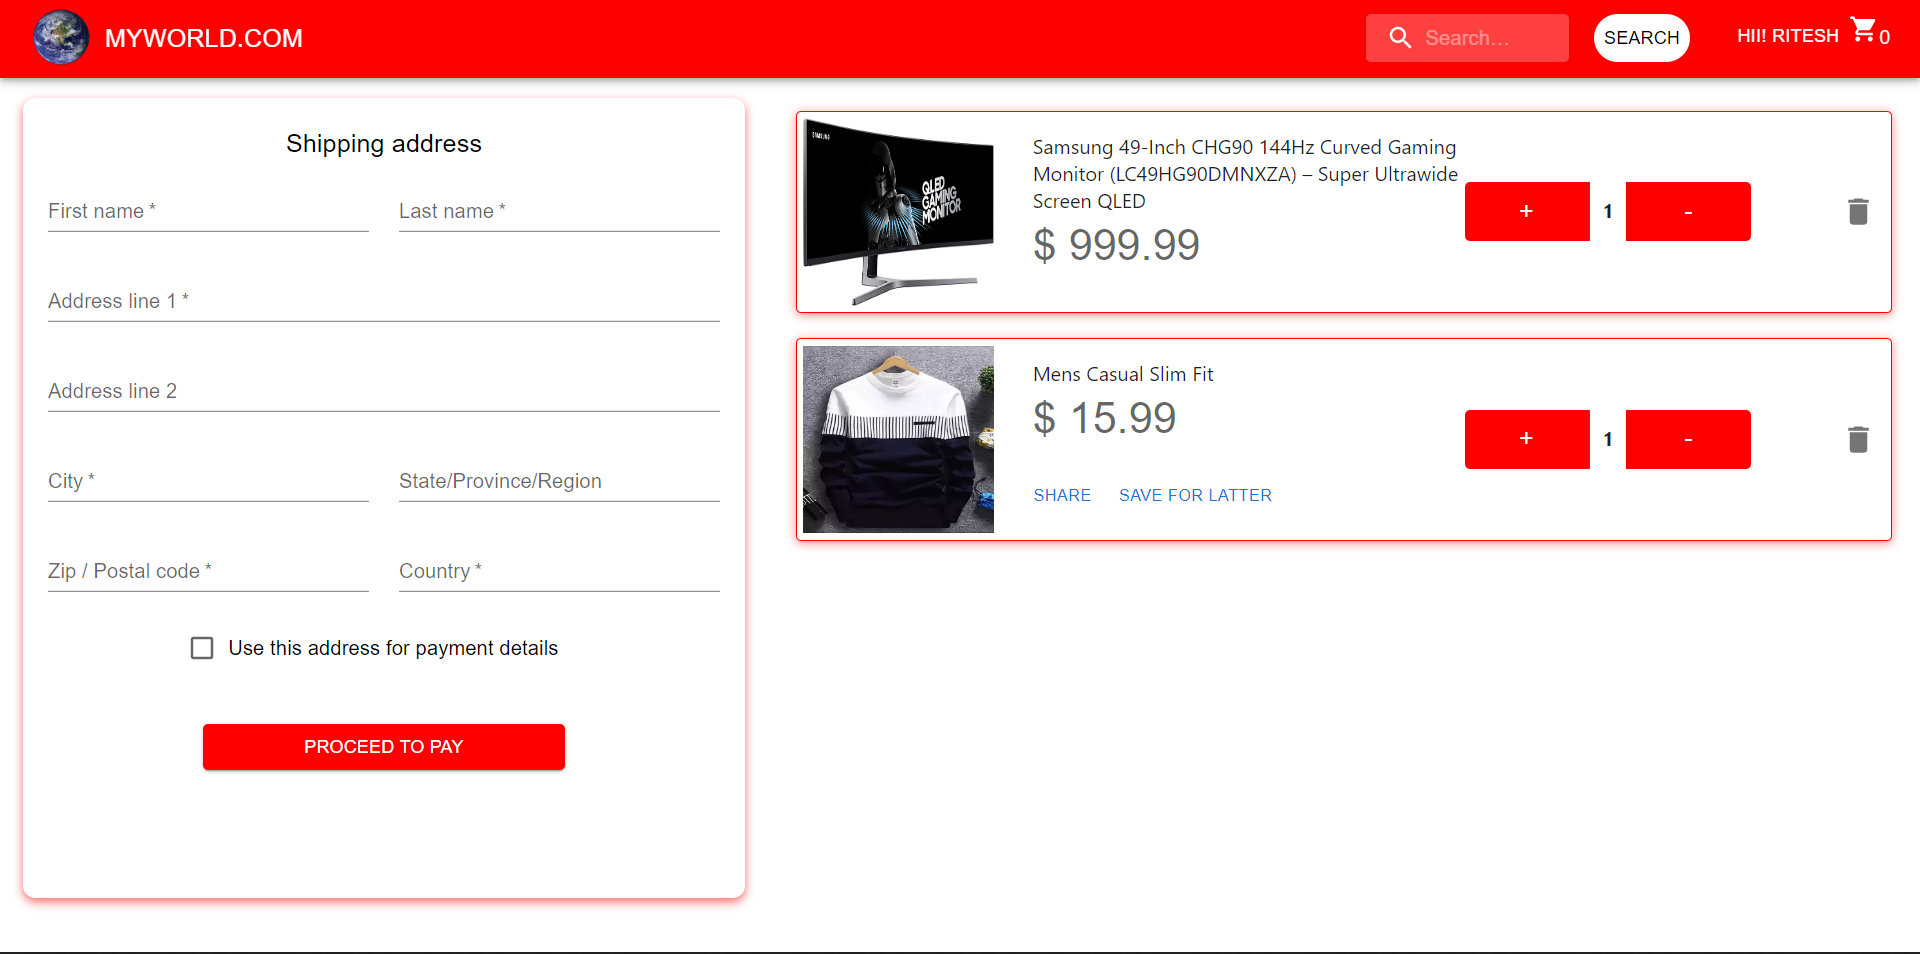 MYWORLD.COM
Search...
SEARCH
HII! RITESH
0
Shipping address
First name *
Last name *
Address line 1 *
Address line 2
City *
State/Province/Region
Zip / Postal code *
Country *
Use this address for payment details
PROCEED TO PAY
SAMSUNG
QLED
GAMING
MONITOR
Samsung 49-Inch CHG90 144Hz Curved Gaming
Monitor (LC49HG90DMNXZA) – Super Ultrawide
Screen QLED
$ 999.99
+
1
-
Mens Casual Slim Fit
$ 15.99
SHARE
SAVE FOR LATTER
+
1
-